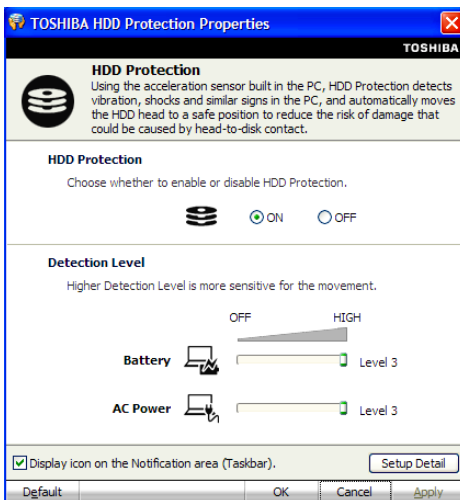 TOSHIBA HDD Protection Properties
TOSHIBA
HDD Protection
Using the acceleration sensor built in the PC, HDD Protection detects
vibration, shocks and similar signs in the PC, and automatically moves
the HDD head to a safe position to reduce the risk of damage that
could be caused by head-to-disk contact.
HDD Protection
Choose whether to enable or disable HDD Protection.
ON OFF
Detection Level
Higher Detection Level is more sensitive for the movement.
OFF HIGH
Battery Level 3
AC Power Level 3
Display icon on the Notification area (Taskbar). Setup Detail
Default OK Cancel Apply